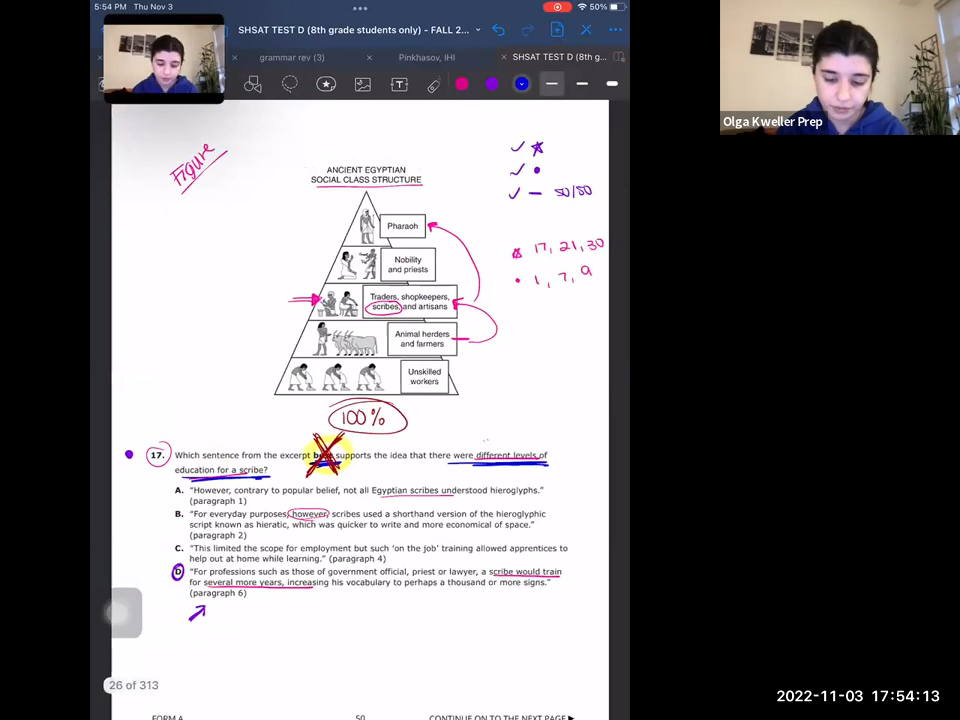 5:54 PM Thu Nov 3
50%
SHSAT TEST D (8th grade students only) - FALL 2...
grammar rev (3)
Pinkhasov, IHI
SHSAT TEST D (8th g...
Olga Kweller Prep
Figure
ANCIENT EGYPTIAN
SOCIAL CLASS STRUCTURE
Pharaoh
Nobility
and priests
Traders, shopkeepers,
scribes, and artisans
Animal herders
and farmers
Unskilled
workers
50/50
17, 21, 30
1, 7, 9
100%
17. Which sentence from the excerpt best supports the idea that there were different levels of
education for a scribe?
A. "However, contrary to popular belief, not all Egyptian scribes understood hieroglyphs."
(paragraph 1)
B. "For everyday purposes, however, scribes used a shorthand version of the hieroglyphic
script known as hieratic, which was quicker to write and more economical of space."
(paragraph 2)
C. "This limited the scope for employment but such 'on the job' training allowed apprentices to
help out at home while learning." (paragraph 4)
D "For professions such as those of government official, priest or lawyer, a scribe would train
for several more years, increasing his vocabulary to perhaps a thousand or more signs."
(paragraph 6)
26 of 313
FORM A 50 CONTINUE ON TO THE NEXT PAGE ▶
2022-11-03 17:54:13